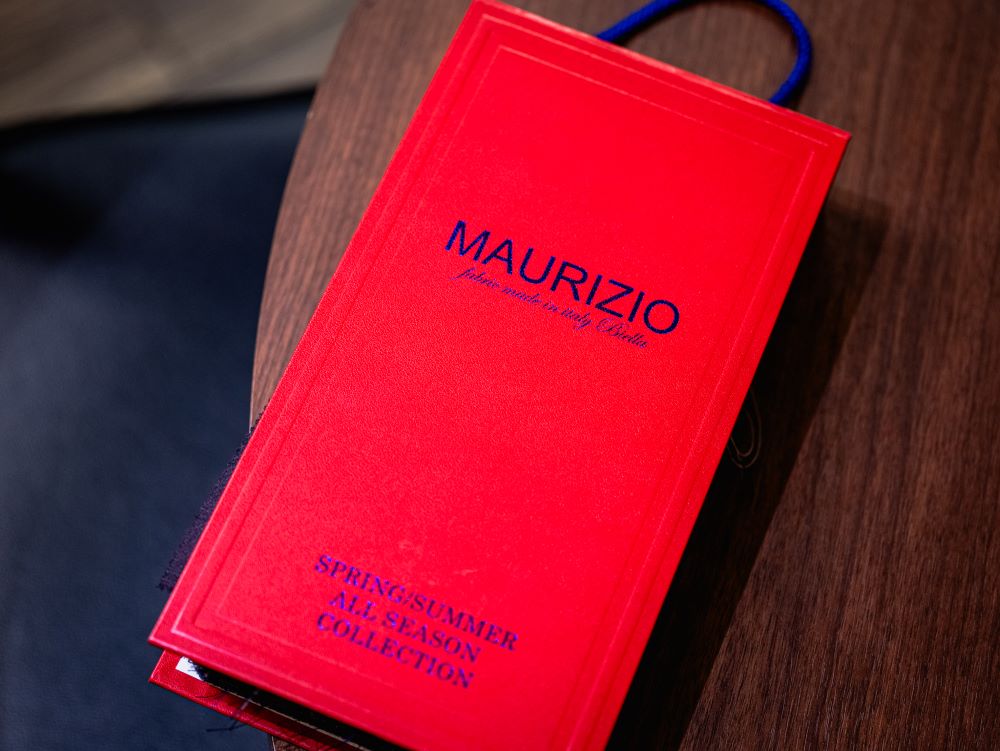 MAURIZIO
fabric made in italy Biella
SPRING/SUMMER
ALL SEASON
COLLECTION